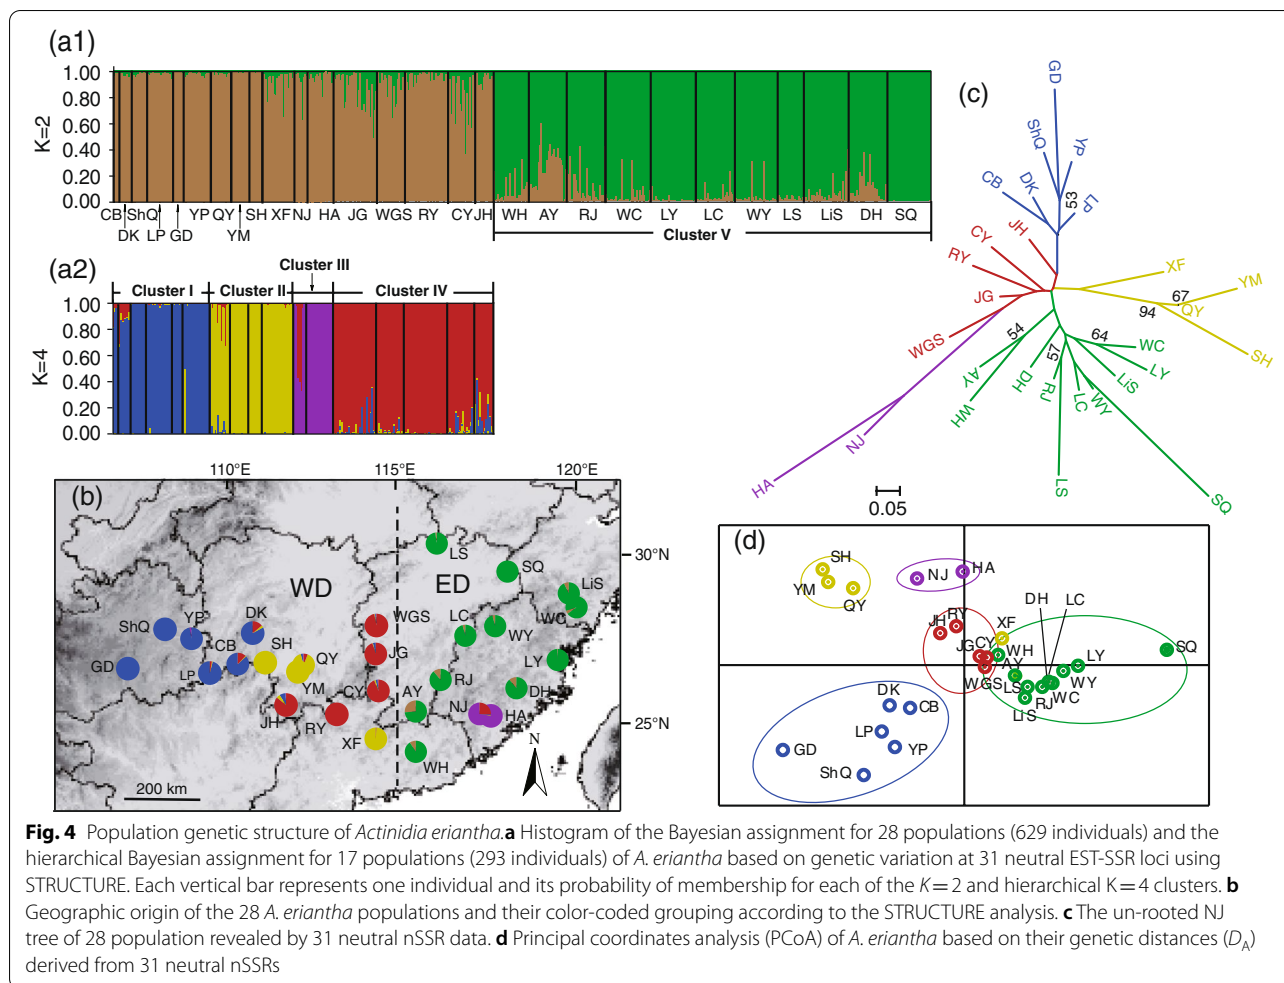 (a1)
K=2
1.00
0.80
0.60
0.40
0.20
0.00
CB ShQ YP QY SH XF NJ HA JG WGS RY CY JH WH AY RJ WC LY LC WY LS LiS DH SQ
DK LP GD YM Cluster V
(a2)
Cluster III
Cluster I Cluster II Cluster IV
K=4
1.00
0.80
0.60
0.40
0.20
0.00
(c)
GD
ShQ
YP
DK
CB
LP
53
JH
CY
RY
JG
WGS
XF
YM
67
QY
94
SH
54
64
WC
LY
57
LiS
AY
DH
RJ
LC
WY
WH
NJ
HA
LS
SQ
0.05
110°E 115°E 120°E
(b)
30°N
25°N
WD ED
LS
SQ
LiS
WC
DK
YP
ShQ
CB
SH
WGS
LC
WY
GD
LP
QY
JG
LY
YM
CY
AY
RJ
DH
JH
RY
NJ
HA
XF
WH
N
200 km
(d)
SH
YM
QY
NJ
HA
DH
LC
RY
JH
XF
JG
CY
WH
SQ
AY
LY
WGS
LS
WY
WC
RJ
LiS
DK
CB
LP
YP
GD
ShQ
Fig. 4 Population genetic structure of Actinidia eriantha.a Histogram of the Bayesian assignment for 28 populations (629 individuals) and the
hierarchical Bayesian assignment for 17 populations (293 individuals) of A. eriantha based on genetic variation at 31 neutral EST-SSR loci using
STRUCTURE. Each vertical bar represents one individual and its probability of membership for each of the K = 2 and hierarchical K = 4 clusters. b
Geographic origin of the 28 A. eriantha populations and their color-coded grouping according to the STRUCTURE analysis. c The un-rooted NJ
tree of 28 population revealed by 31 neutral nSSR data. d Principal coordinates analysis (PCoA) of A. eriantha based on their genetic distances (DA)
derived from 31 neutral nSSRs